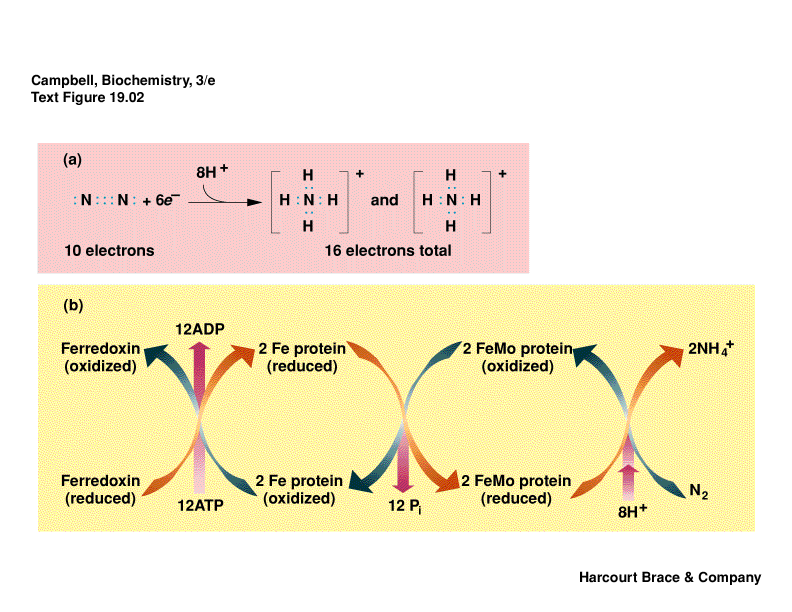 Campbell, Biochemistry, 3/e
Text Figure 19.02
(a)
8H+
:N:::N: + 6e–
[H:N:H]+ and [H:N:H]+
H H
H H
10 electrons
16 electrons total
(b)
12ADP
Ferredoxin
(oxidized)
2 Fe protein
(reduced)
2 FeMo protein
(oxidized)
2NH4+
Ferredoxin
(reduced)
12ATP
2 Fe protein
(oxidized)
12 Pi
2 FeMo protein
(reduced)
8H+
N2
Harcourt Brace & Company